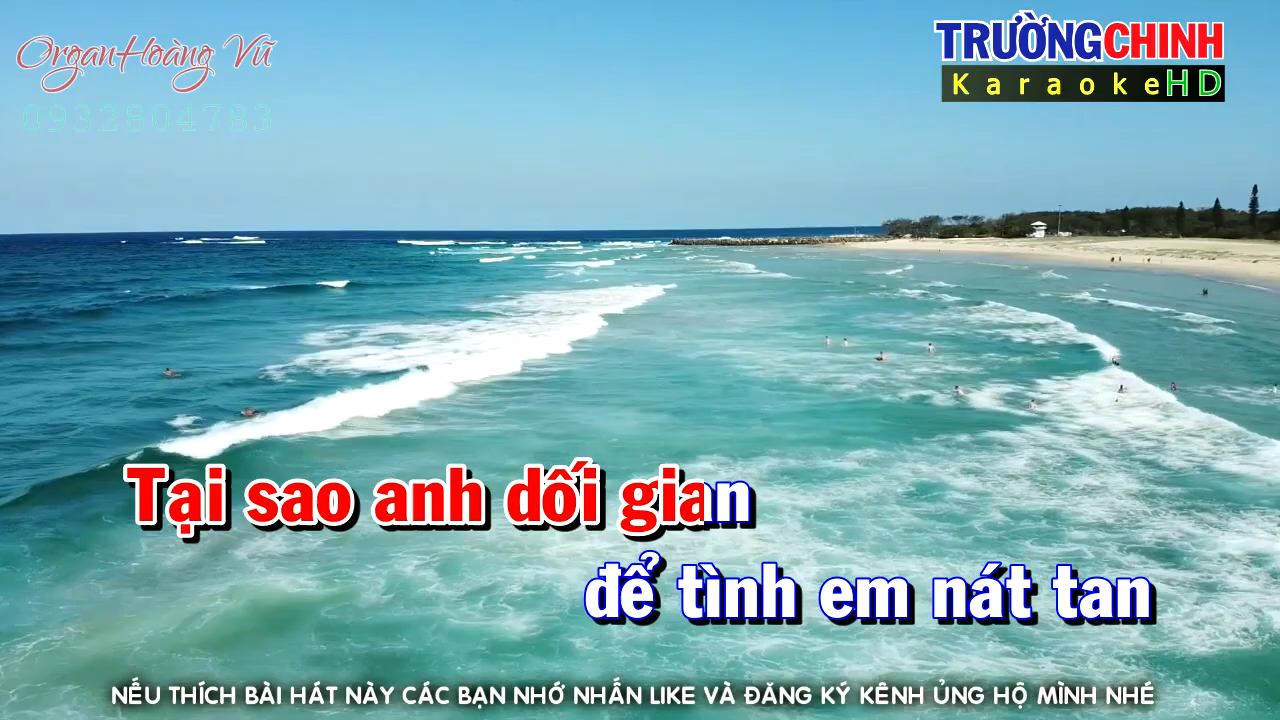 OrganHoàng Vũ
0932804783
TRƯỜNGCHINH
KaraokeHD
Tại sao anh dối gian
để tình em nát tan
NẾU THÍCH BÀI HÁT NÀY CÁC BẠN NHỚ NHẤN LIKE VÀ ĐĂNG KÝ KÊNH ỦNG HỘ MÌNH NHÉ